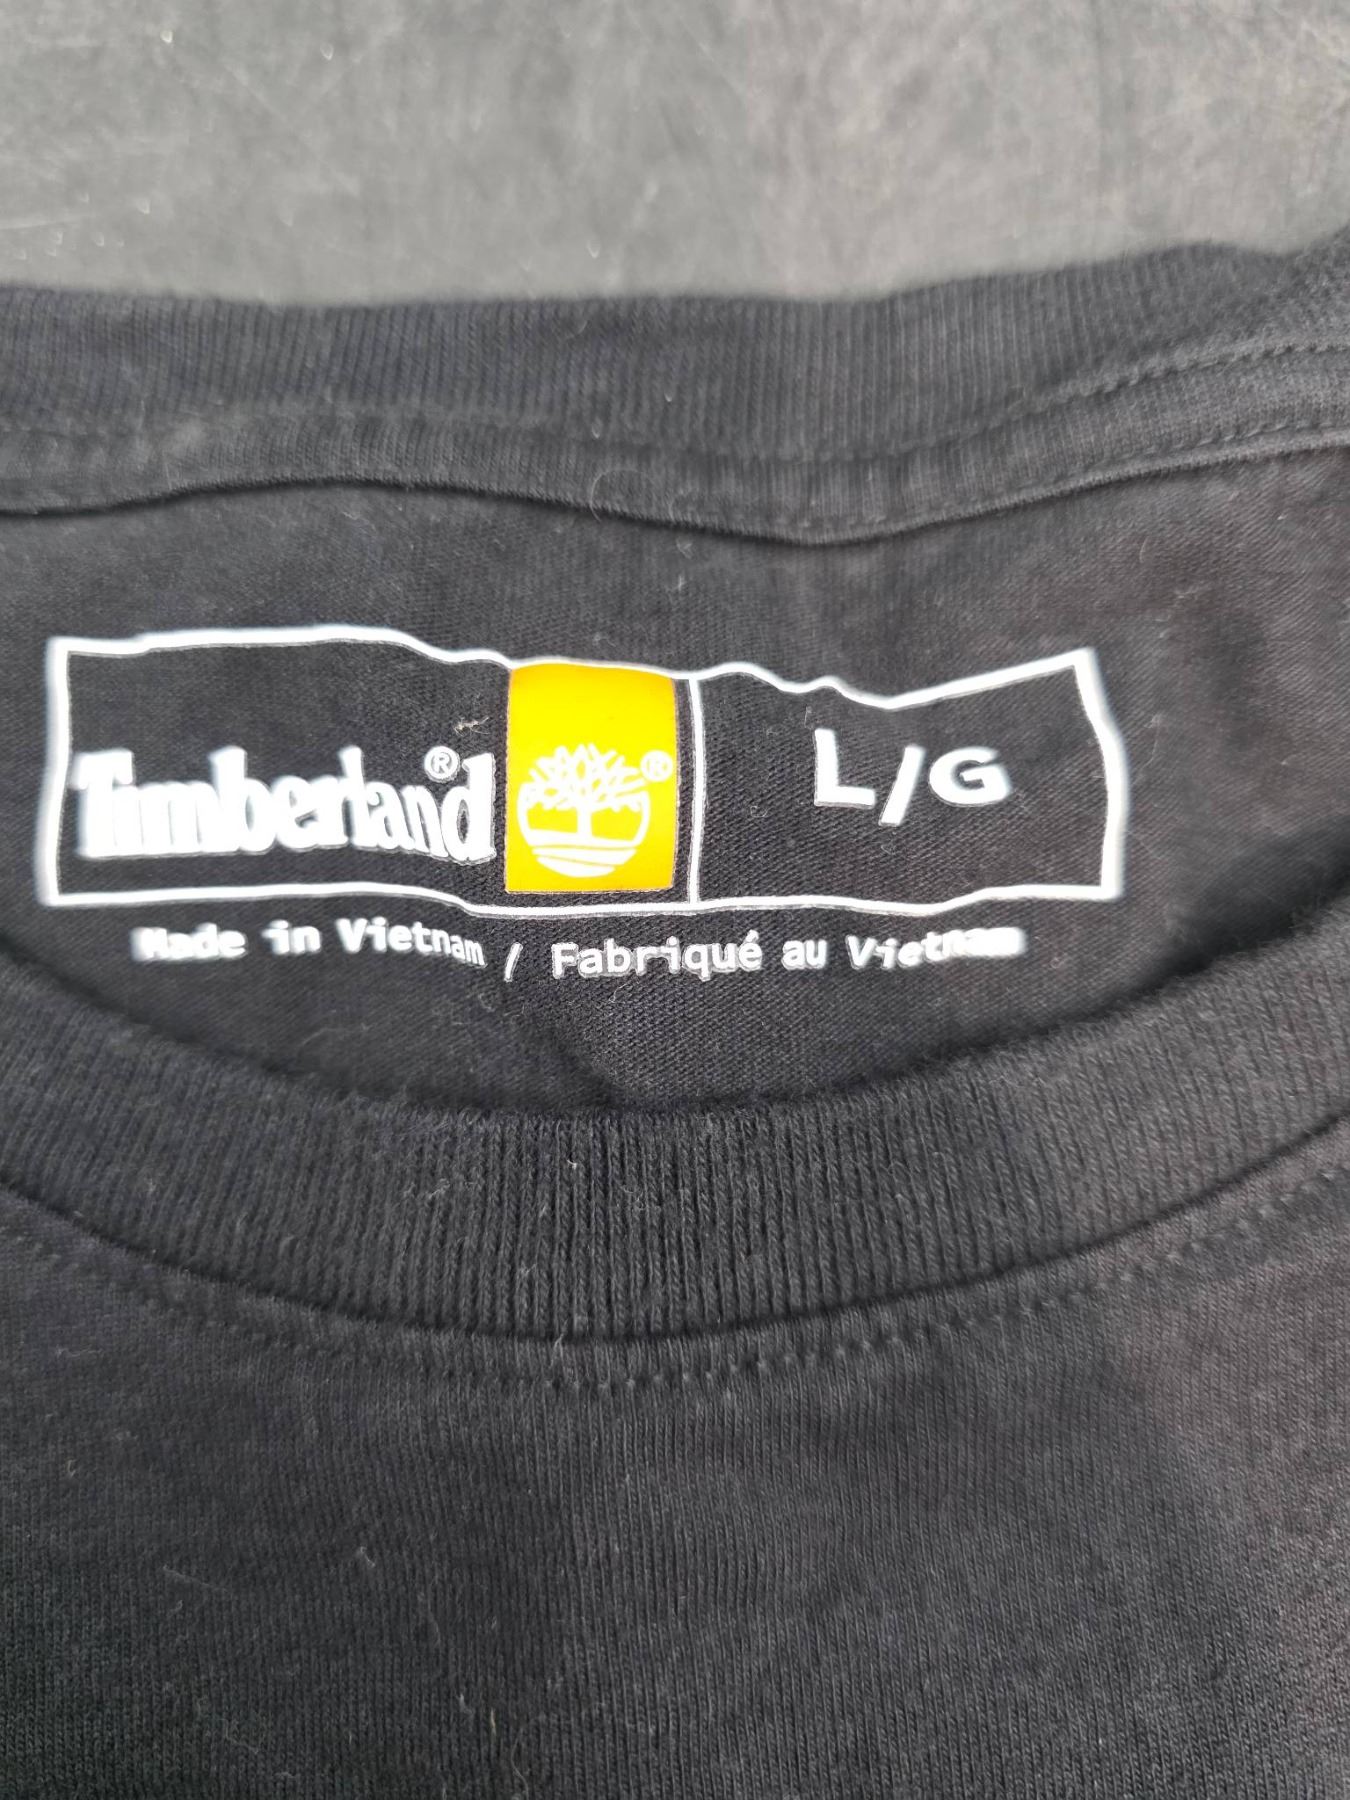 Timberland® ®
L/G
Made in Vietnam / Fabriqué au Vietnam